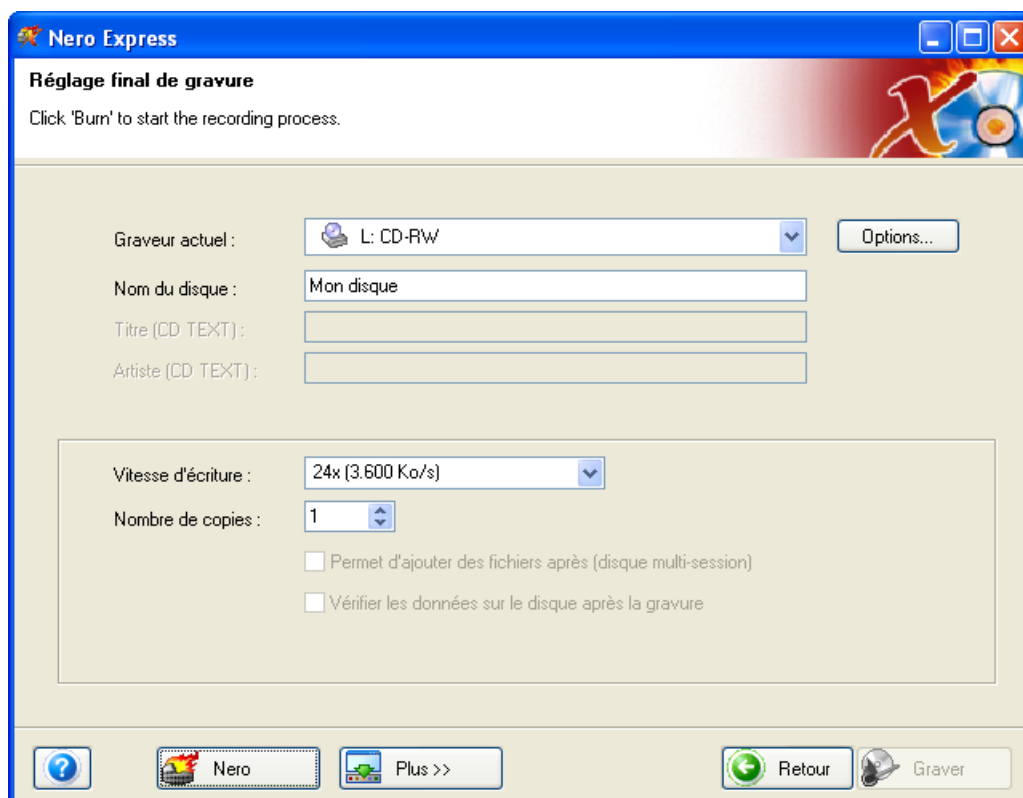 Nero Express
Réglage final de gravure
Click 'Burn' to start the recording process.
Graveur actuel :
L: CD-RW
Options...
Nom du disque :
Mon disque
Titre (CD TEXT) :
Artiste (CD TEXT) :
Vitesse d'écriture :
24x (3.600 Ko/s)
Nombre de copies :
1
Permet d'ajouter des fichiers après (disque multi-session)
Vérifier les données sur le disque après la gravure
?
Nero
Plus >>
Retour
Graver